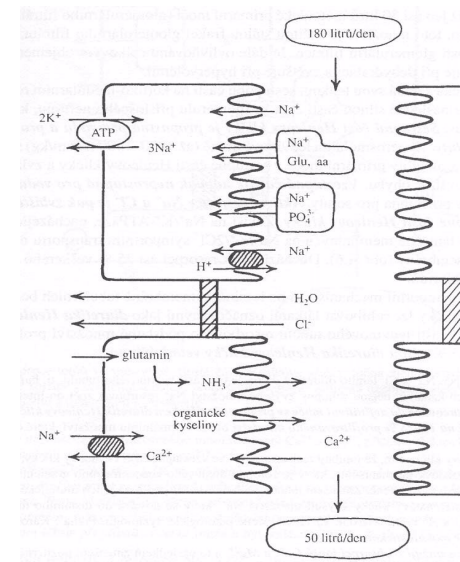 180 litrů/den
Na⁺
2K⁺
ATP
3Na⁺
Na⁺
Glu, aa
Na⁺
PO₄³⁻
Na⁺
H⁺
H₂O
Cl⁻
glutamin
NH₃
organické
kyseliny
Na⁺
Ca²⁺
Ca²⁺
50 litrů/den